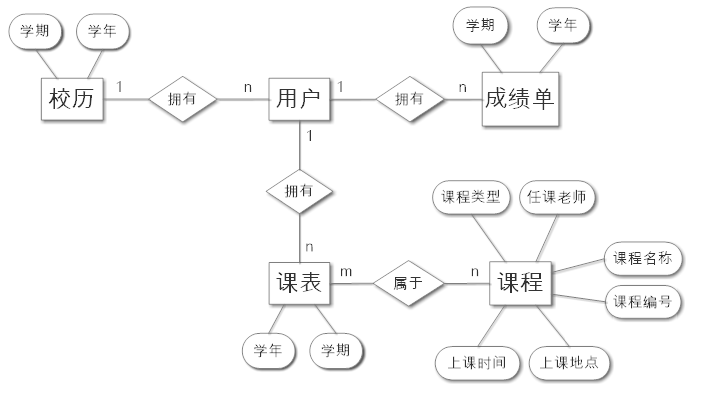 学期
学年
学期
学年
校历
1
拥有
n
用户
1
拥有
n
成绩单
1
拥有
n
课程类型
任课老师
课程名称
课表
m
属于
n
课程
课程编号
学年
学期
上课时间
上课地点